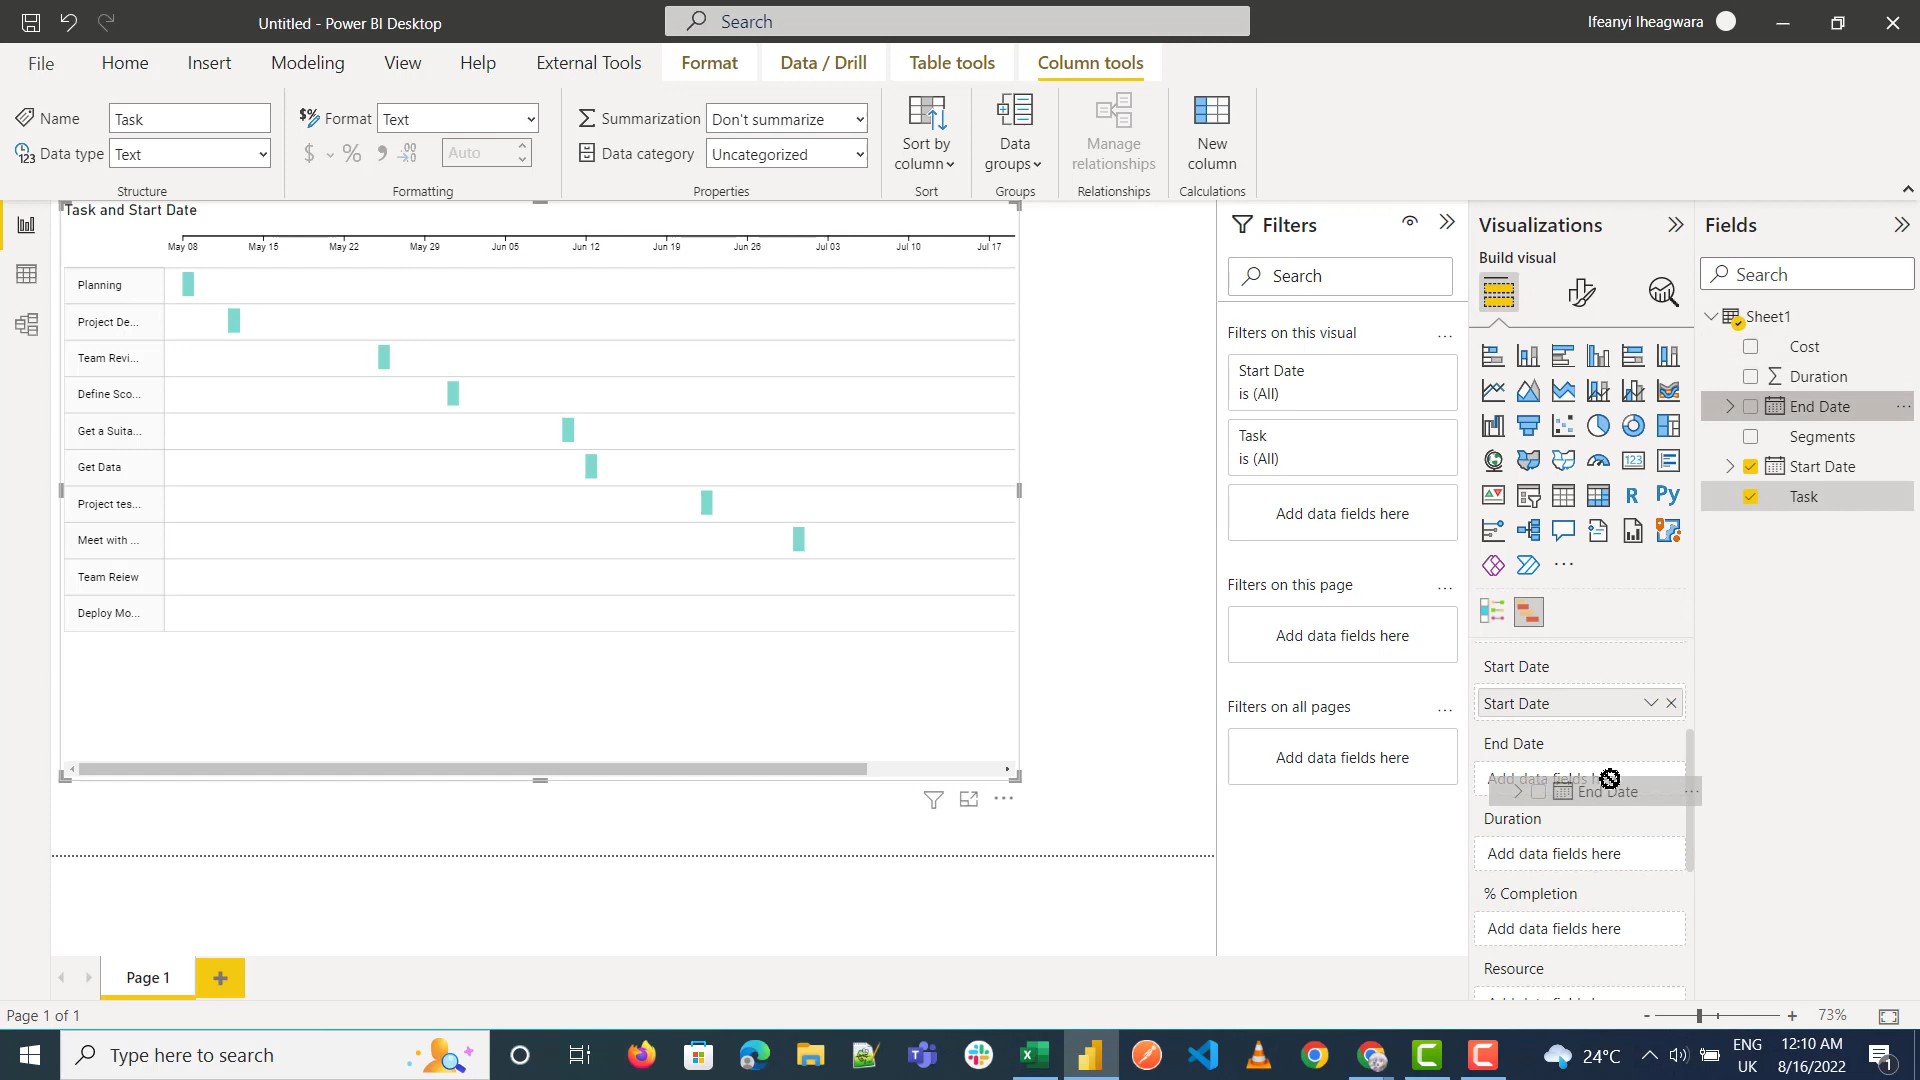 Untitled - Power BI Desktop
Search
Ifeanyi Iheagwara
File
Home
Insert
Modeling
View
Help
External Tools
Format
Data / Drill
Table tools
Column tools
Name
Task
Data type
Text
Structure
Format
Text
$
%
Auto
Formatting
Summarization
Don't summarize
Data category
Uncategorized
Properties
Sort by
column
Sort
Data
groups
Groups
Manage
relationships
Relationships
New
column
Calculations
Task and Start Date
May 08
May 15
May 22
May 29
Jun 05
Jun 12
Jun 19
Jun 26
Jul 03
Jul 10
Jul 17
Planning
Project De...
Team Revi...
Define Sco...
Get a Suita...
Get Data
Project tes...
Meet with ...
Team Reiew
Deploy Mo...
Filters
Search
Filters on this visual
...
Start Date
is (All)
Task
is (All)
Add data fields here
Filters on this page
...
Add data fields here
Filters on all pages
...
Add data fields here
Visualizations
Build visual
123
R
Py
...
Start Date
Start Date
End Date
Add data fields h
End Date
...
Duration
Add data fields here
% Completion
Add data fields here
Resource
Fields
Search
Sheet1
Cost
Duration
End Date
...
Segments
Start Date
Task
Page 1
+
Page 1 of 1
-
+
73%
Type here to search
24°C
ENG
UK
12:10 AM
8/16/2022
1